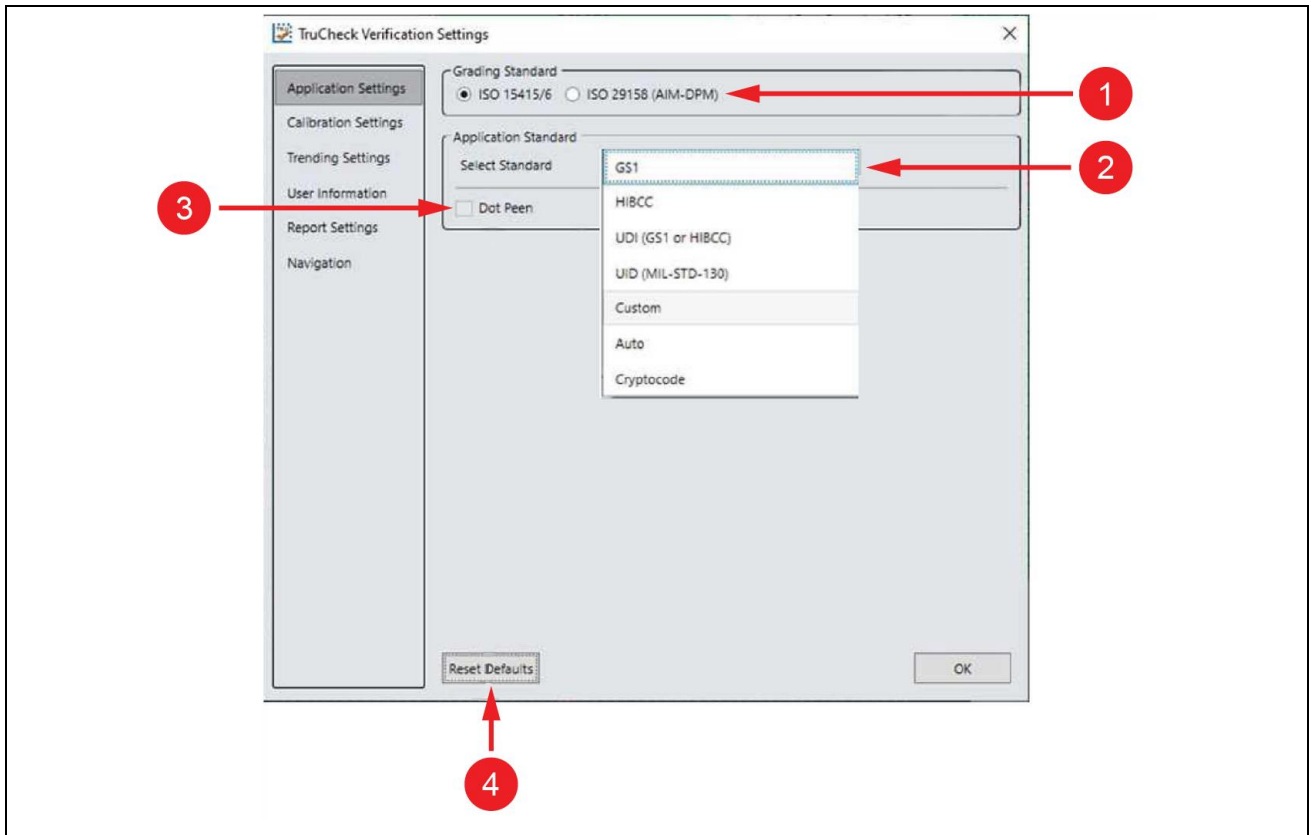 TruCheck Verification Settings
Application Settings
Calibration Settings
Trending Settings
User Information
Report Settings
Navigation
Grading Standard
ISO 15415/6 ISO 29158 (AIM-DPM)
1
Application Standard
Select Standard
GS1
2
HIBCC
UDI (GS1 or HIBCC)
UID (MIL-STD-130)
Custom
Auto
Cryptocode
3
Dot Peen
Reset Defaults
OK
4